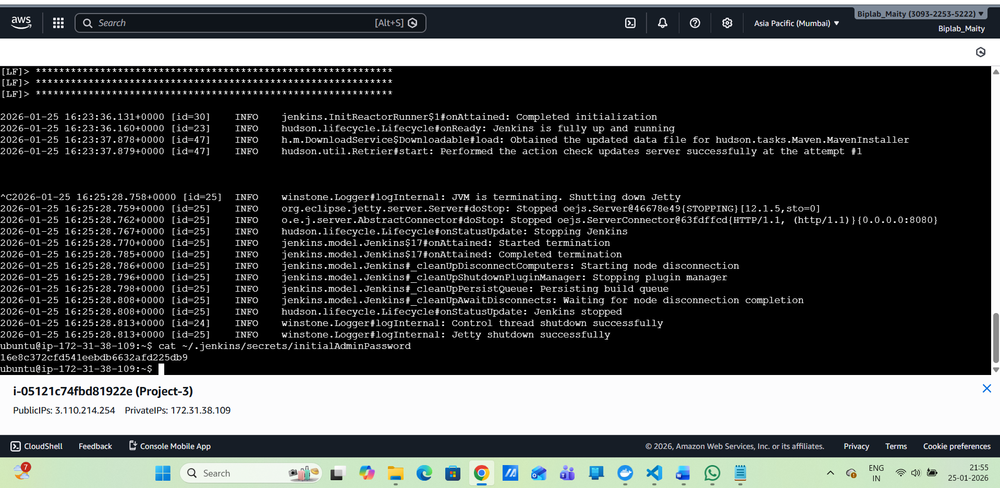 aws
Search
[Alt+S]
Asia Pacific (Mumbai) ▼
Biplab_Maity (3093-2253-5222) ▼
Biplab_Maity
[LF]> *************************************************************
[LF]> *************************************************************
[LF]> *************************************************************
2026-01-25 16:23:36.131+0000 [id=30] INFO jenkins.InitReactorRunner$1#onAttained: Completed initialization
2026-01-25 16:23:36.160+0000 [id=23] INFO hudson.lifecycle.Lifecycle#onReady: Jenkins is fully up and running
2026-01-25 16:23:37.878+0000 [id=47] INFO h.m.DownloadService$Downloadable#load: Obtained the updated data file for hudson.tasks.Maven.MavenInstaller
2026-01-25 16:23:37.879+0000 [id=47] INFO hudson.util.Retrier#start: Performed the action check updates server successfully at the attempt #1
^C2026-01-25 16:25:28.758+0000 [id=25] INFO winstone.Logger#logInternal: JVM is terminating. Shutting down Jetty
2026-01-25 16:25:28.759+0000 [id=25] INFO org.eclipse.jetty.server.Server#doStop: Stopped oejs.Server@46678e49{STOPPING}[12.1.5,sto=0]
2026-01-25 16:25:28.762+0000 [id=25] INFO o.e.j.server.AbstractConnector#doStop: Stopped oejs.ServerConnector@63fdffcd{HTTP/1.1, (http/1.1)}{0.0.0.0:8080}
2026-01-25 16:25:28.767+0000 [id=25] INFO hudson.lifecycle.Lifecycle#onStatusUpdate: Stopping Jenkins
2026-01-25 16:25:28.770+0000 [id=25] INFO jenkins.model.Jenkins$17#onAttained: Started termination
2026-01-25 16:25:28.785+0000 [id=25] INFO jenkins.model.Jenkins$17#onAttained: Completed termination
2026-01-25 16:25:28.786+0000 [id=25] INFO jenkins.model.Jenkins#_cleanUpDisconnectComputers: Starting node disconnection
2026-01-25 16:25:28.796+0000 [id=25] INFO jenkins.model.Jenkins#_cleanUpShutdownPluginManager: Stopping plugin manager
2026-01-25 16:25:28.798+0000 [id=25] INFO jenkins.model.Jenkins#_cleanUpPersistQueue: Persisting build queue
2026-01-25 16:25:28.808+0000 [id=25] INFO jenkins.model.Jenkins#_cleanUpAwaitDisconnects: Waiting for node disconnection completion
2026-01-25 16:25:28.808+0000 [id=25] INFO hudson.lifecycle.Lifecycle#onStatusUpdate: Jenkins stopped
2026-01-25 16:25:28.813+0000 [id=24] INFO winstone.Logger#logInternal: Control thread shutdown successfully
2026-01-25 16:25:28.813+0000 [id=25] INFO winstone.Logger#logInternal: Jetty shutdown successfully
ubuntu@ip-172-31-38-109:~$ cat ~/.jenkins/secrets/initialAdminPassword
16e8c372cfd541eebdb6632afd225db9
ubuntu@ip-172-31-38-109:~$
i-05121c74fbd81922e (Project-3)
PublicIPs: 3.110.214.254 PrivateIPs: 172.31.38.109
CloudShell Feedback Console Mobile App © 2026, Amazon Web Services, Inc. or its affiliates. Privacy Terms Cookie preferences
7
Search
ENG
IN
21:55
25-01-2026